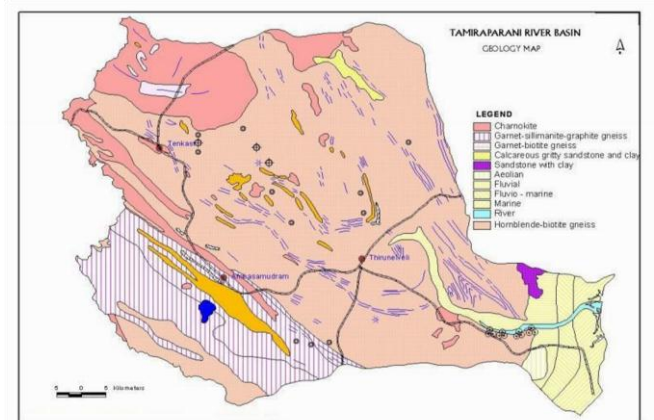 TAMIRAPARANI RIVER BASIN
GEOLOGY MAP
LEGEND
Charnokite
Garnet-sillimanite-graphite gneiss
Garnet-biotite gneiss
Calcareous gritty sandstone and clay
Sandstone with clay
Aeolian
Fluvial
Fluvio - marine
Marine
River
Hornblende-biotite gneiss
Tenkasi
Thirunelveli
Ambasamudram
5 0 5 Kilometers